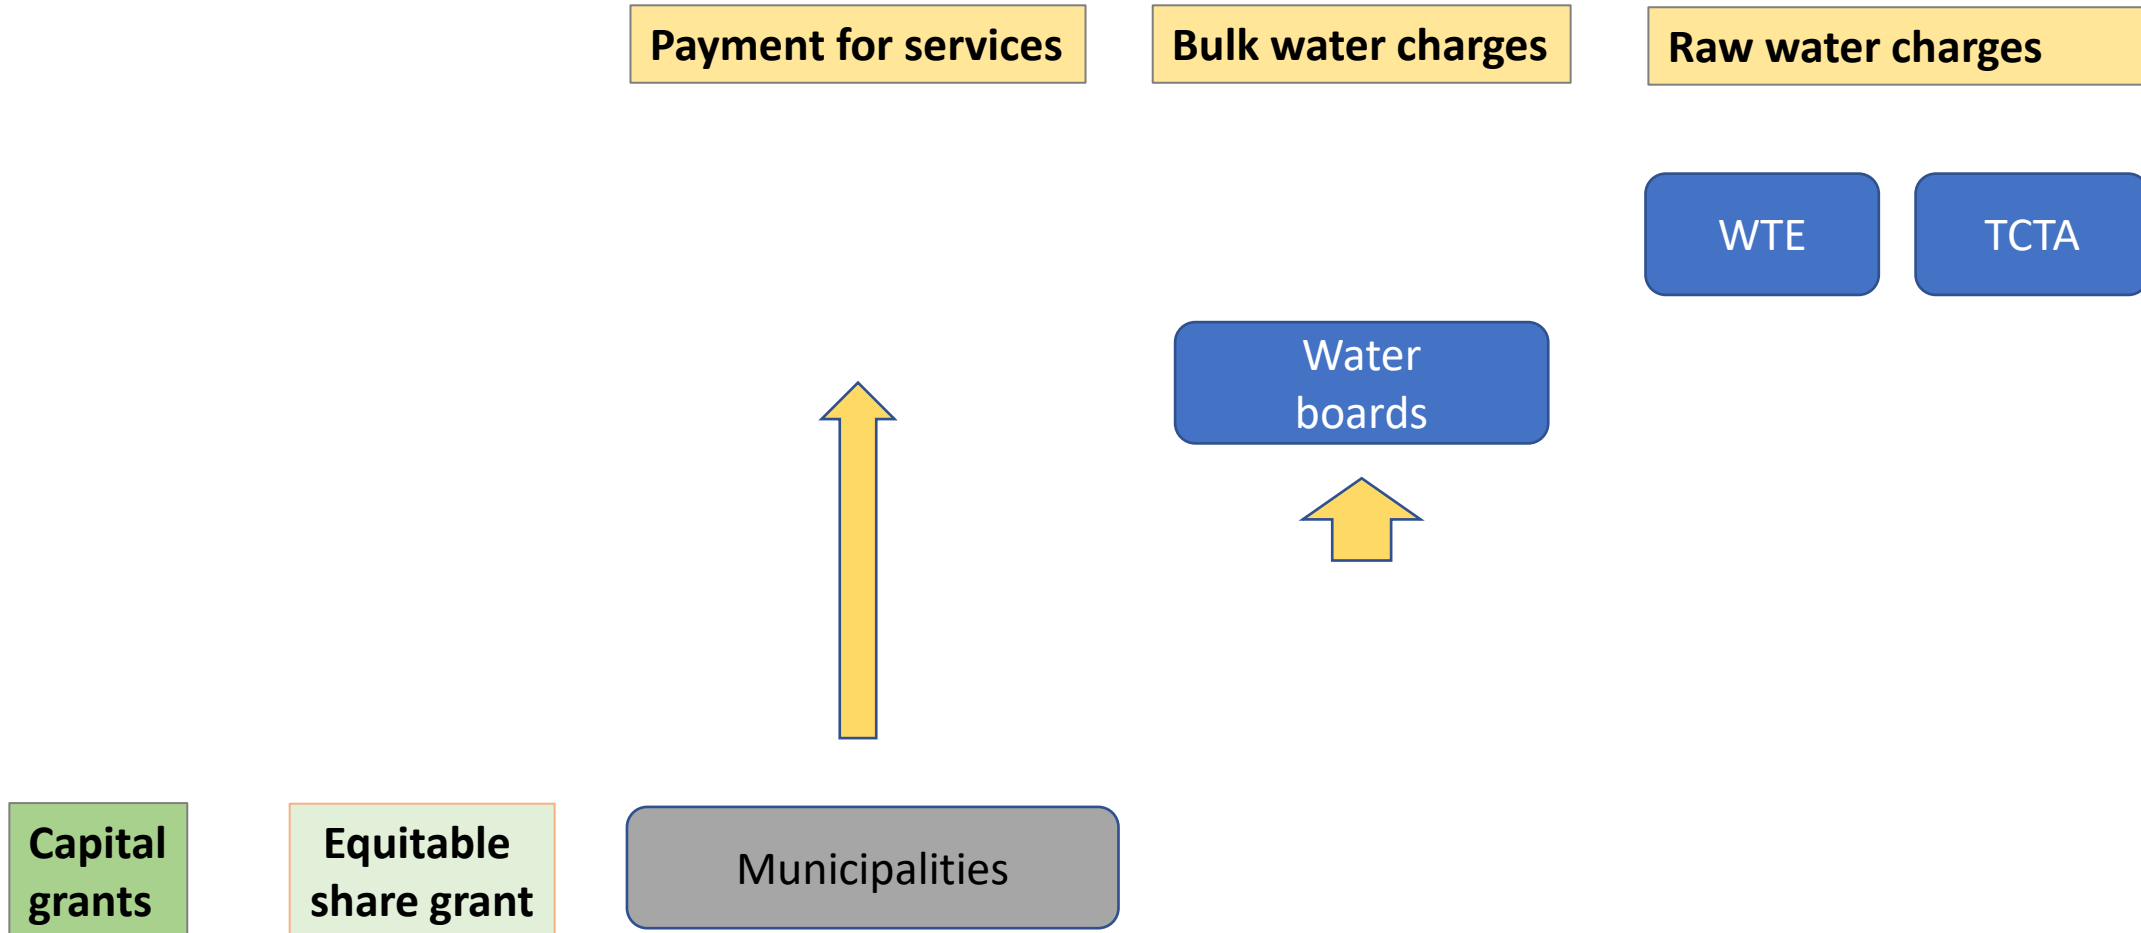 Payment for services
Bulk water charges
Raw water charges
WTE
TCTA
Water
boards
Capital
grants
Equitable
share grant
Municipalities